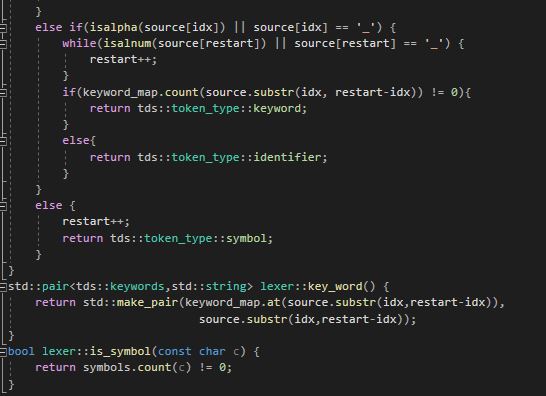 }
else if(isalpha(source[idx]) || source[idx] == '_') {
while(isalnum(source[restart]) || source[restart] == '_') {
restart++;
}
if(keyword_map.count(source.substr(idx, restart-idx)) != 0){
return tds::token_type::keyword;
}
else{
return tds::token_type::identifier;
}
}
else {
restart++;
return tds::token_type::symbol;
}
}
std::pair<tds::keywords,std::string> lexer::key_word() {
return std::make_pair(keyword_map.at(source.substr(idx,restart-idx)),
source.substr(idx,restart-idx));
}
bool lexer::is_symbol(const char c) {
return symbols.count(c) != 0;
}